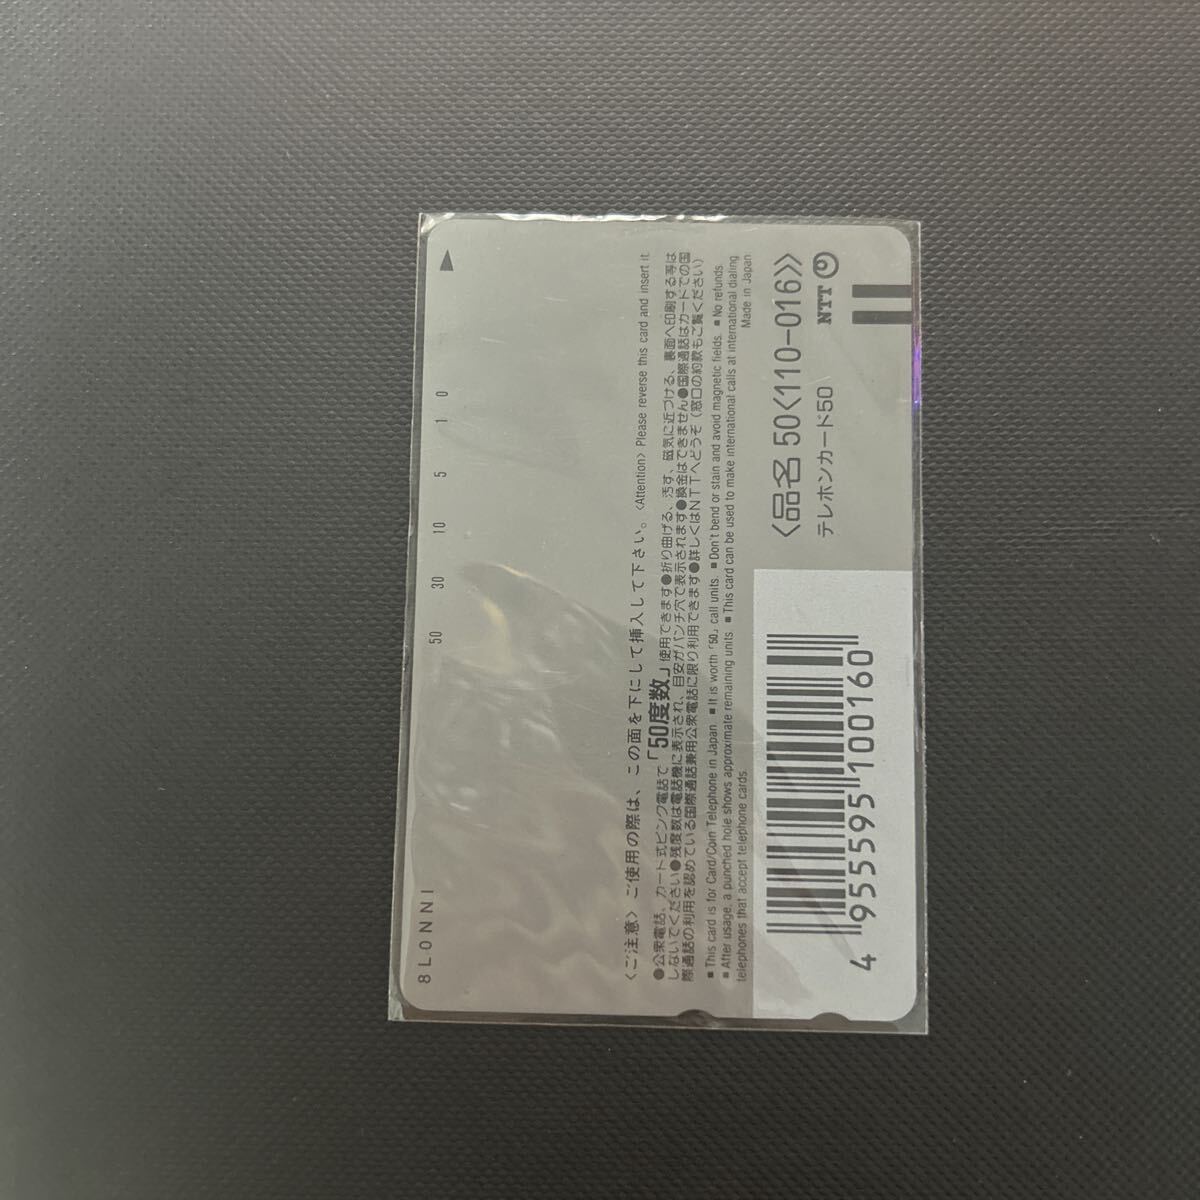 8L0NNI
50 30 10 5 1 0
〈ご注意〉ご使用の際は、この面を下にして挿入して下さい。〈Attention〉Please reverse this card and insert it
●公衆電話、カード式ピンク電話で「50度数」使用できます●折り曲げる、汚す、磁気に近づける、裏面へ印刷する等は
しないでください●残度数は電話機に表示され、目安がパンチ穴で表示されます●換金はできません●国際通話はカードでの国
際通話の利用を認めている国際通話兼用公衆電話に限り利用できます●詳しくはNTTへどうぞ（窓口の約款もご覧ください）
■This card is for Card/Coin Telephone in Japan. ■It is worth「50」call units. ■Don't bend or stain and avoid magnetic fields. ■No refunds.
■After usage, a punched hole shows approximate remaining units ■This card can be used to make international calls at international dialing
telephones that accept telephone cards. Made in Japan
〈品名 50〈110-016〉〉
テレホンカード50
NTT
4 955595 100160